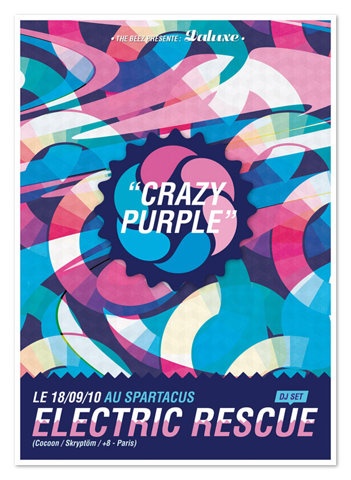 • THE BEEZ PRÉSENTE : Daluxe •
"CRAZY
PURPLE"
LE 18/09/10 AU SPARTACUS
DJ SET
ELECTRIC RESCUE
(Cocoon / Skryptöm / +8 - Paris)